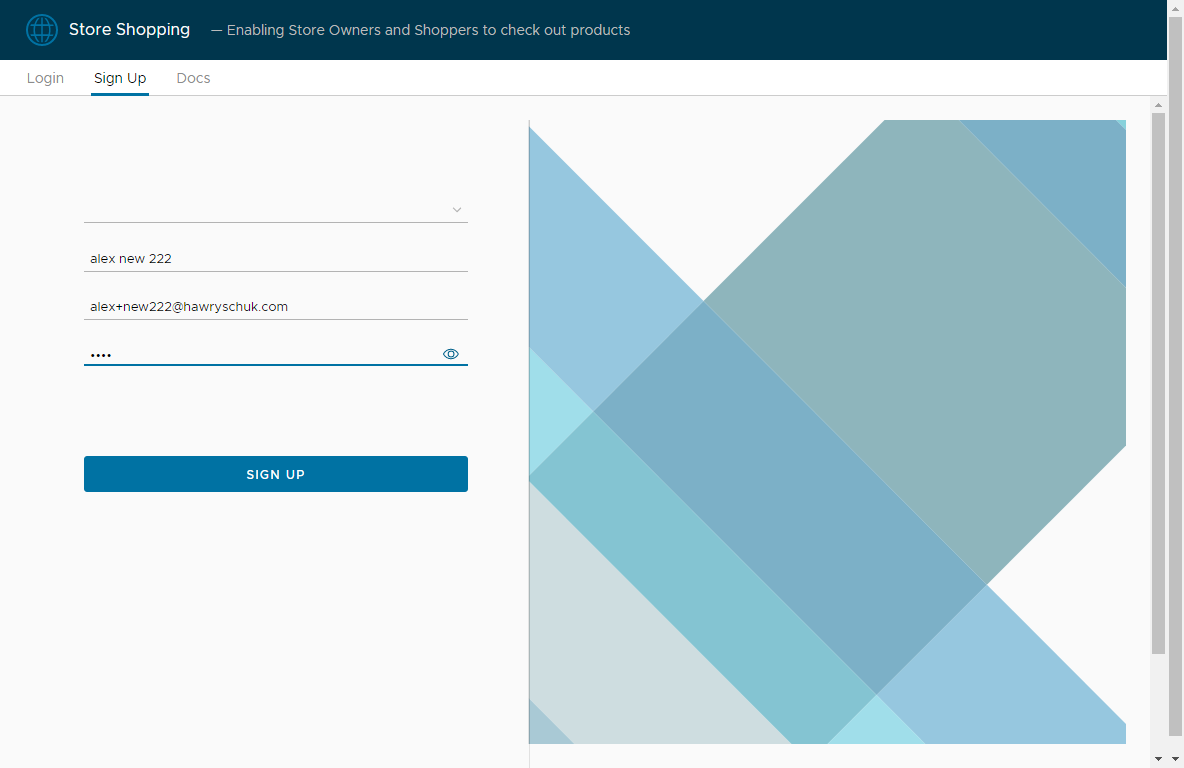 Store Shopping
— Enabling Store Owners and Shoppers to check out products
Login
Sign Up
Docs
alex new 222
alex+new222@hawryschuk.com
••••
SIGN UP